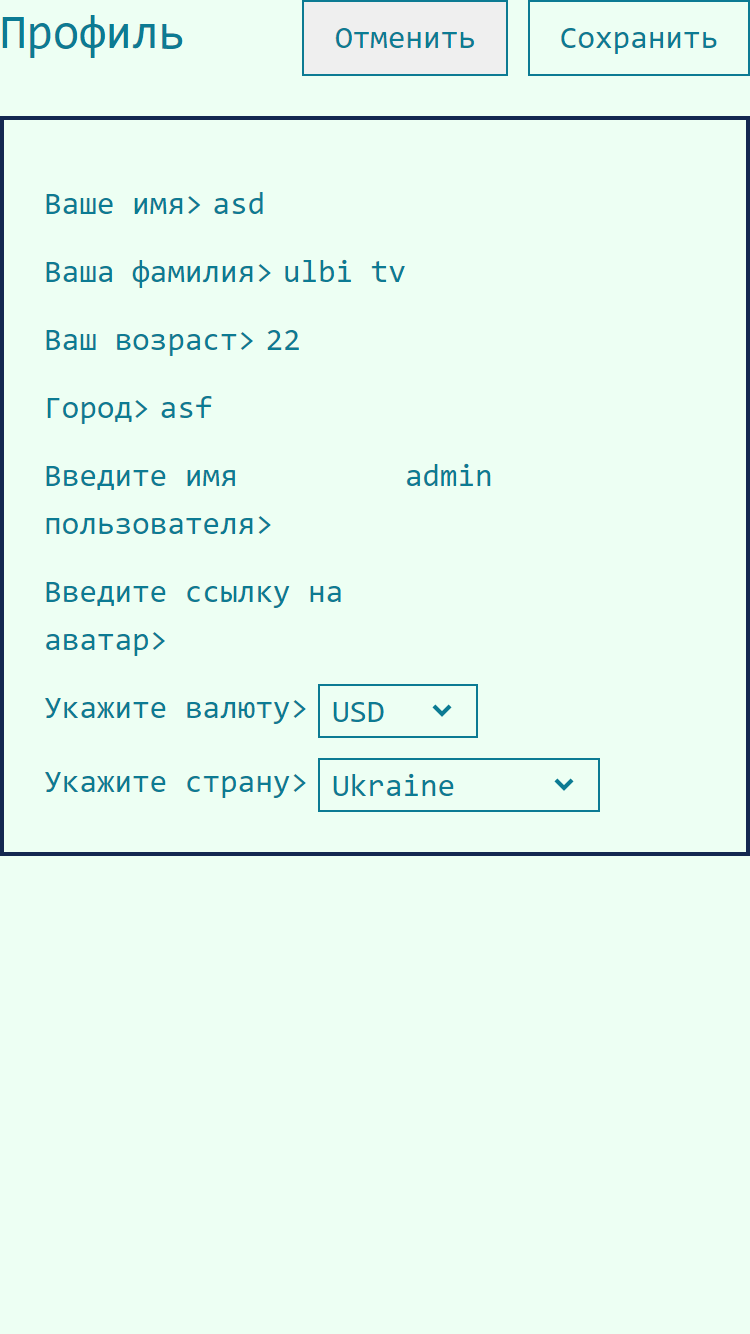 Профиль Отменить Сохранить
Ваше имя> asd
Ваша фамилия> ulbi tv
Ваш возраст> 22
Город> asf
Введите имя admin
пользователя>
Введите ссылку на
аватар>
Укажите валюту> USD
Укажите страну> Ukraine